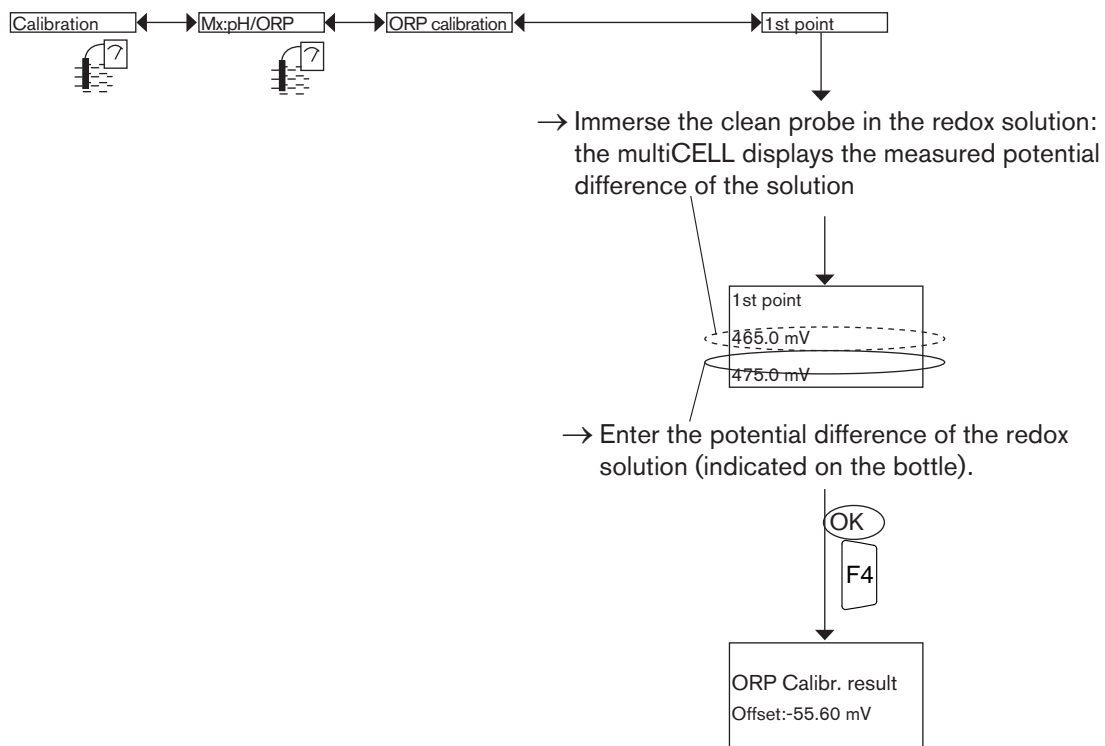 Calibration
Mx:pH/ORP
ORP calibration
1st point
→ Immerse the clean probe in the redox solution:
the multiCELL displays the measured potential
difference of the solution
1st point
465.0 mV
475.0 mV
→ Enter the potential difference of the redox
solution (indicated on the bottle).
OK
F4
ORP Calibr. result
Offset:-55.60 mV